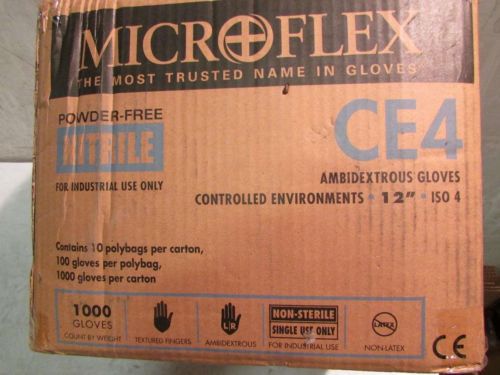 MICROFLEX
THE MOST TRUSTED NAME IN GLOVES
POWDER-FREE
NITRILE
FOR INDUSTRIAL USE ONLY
CE4
AMBIDEXTROUS GLOVES
CONTROLLED ENVIRONMENTS • 12" • ISO 4
Contains 10 polybags per carton,
100 gloves per polybag,
1000 gloves per carton
1000
GLOVES
COUNT BY WEIGHT
TEXTURED FINGERS
L/R
AMBIDEXTROUS
NON-STERILE
SINGLE USE ONLY
FOR INDUSTRIAL USE
LATEX
NON-LATEX
CE